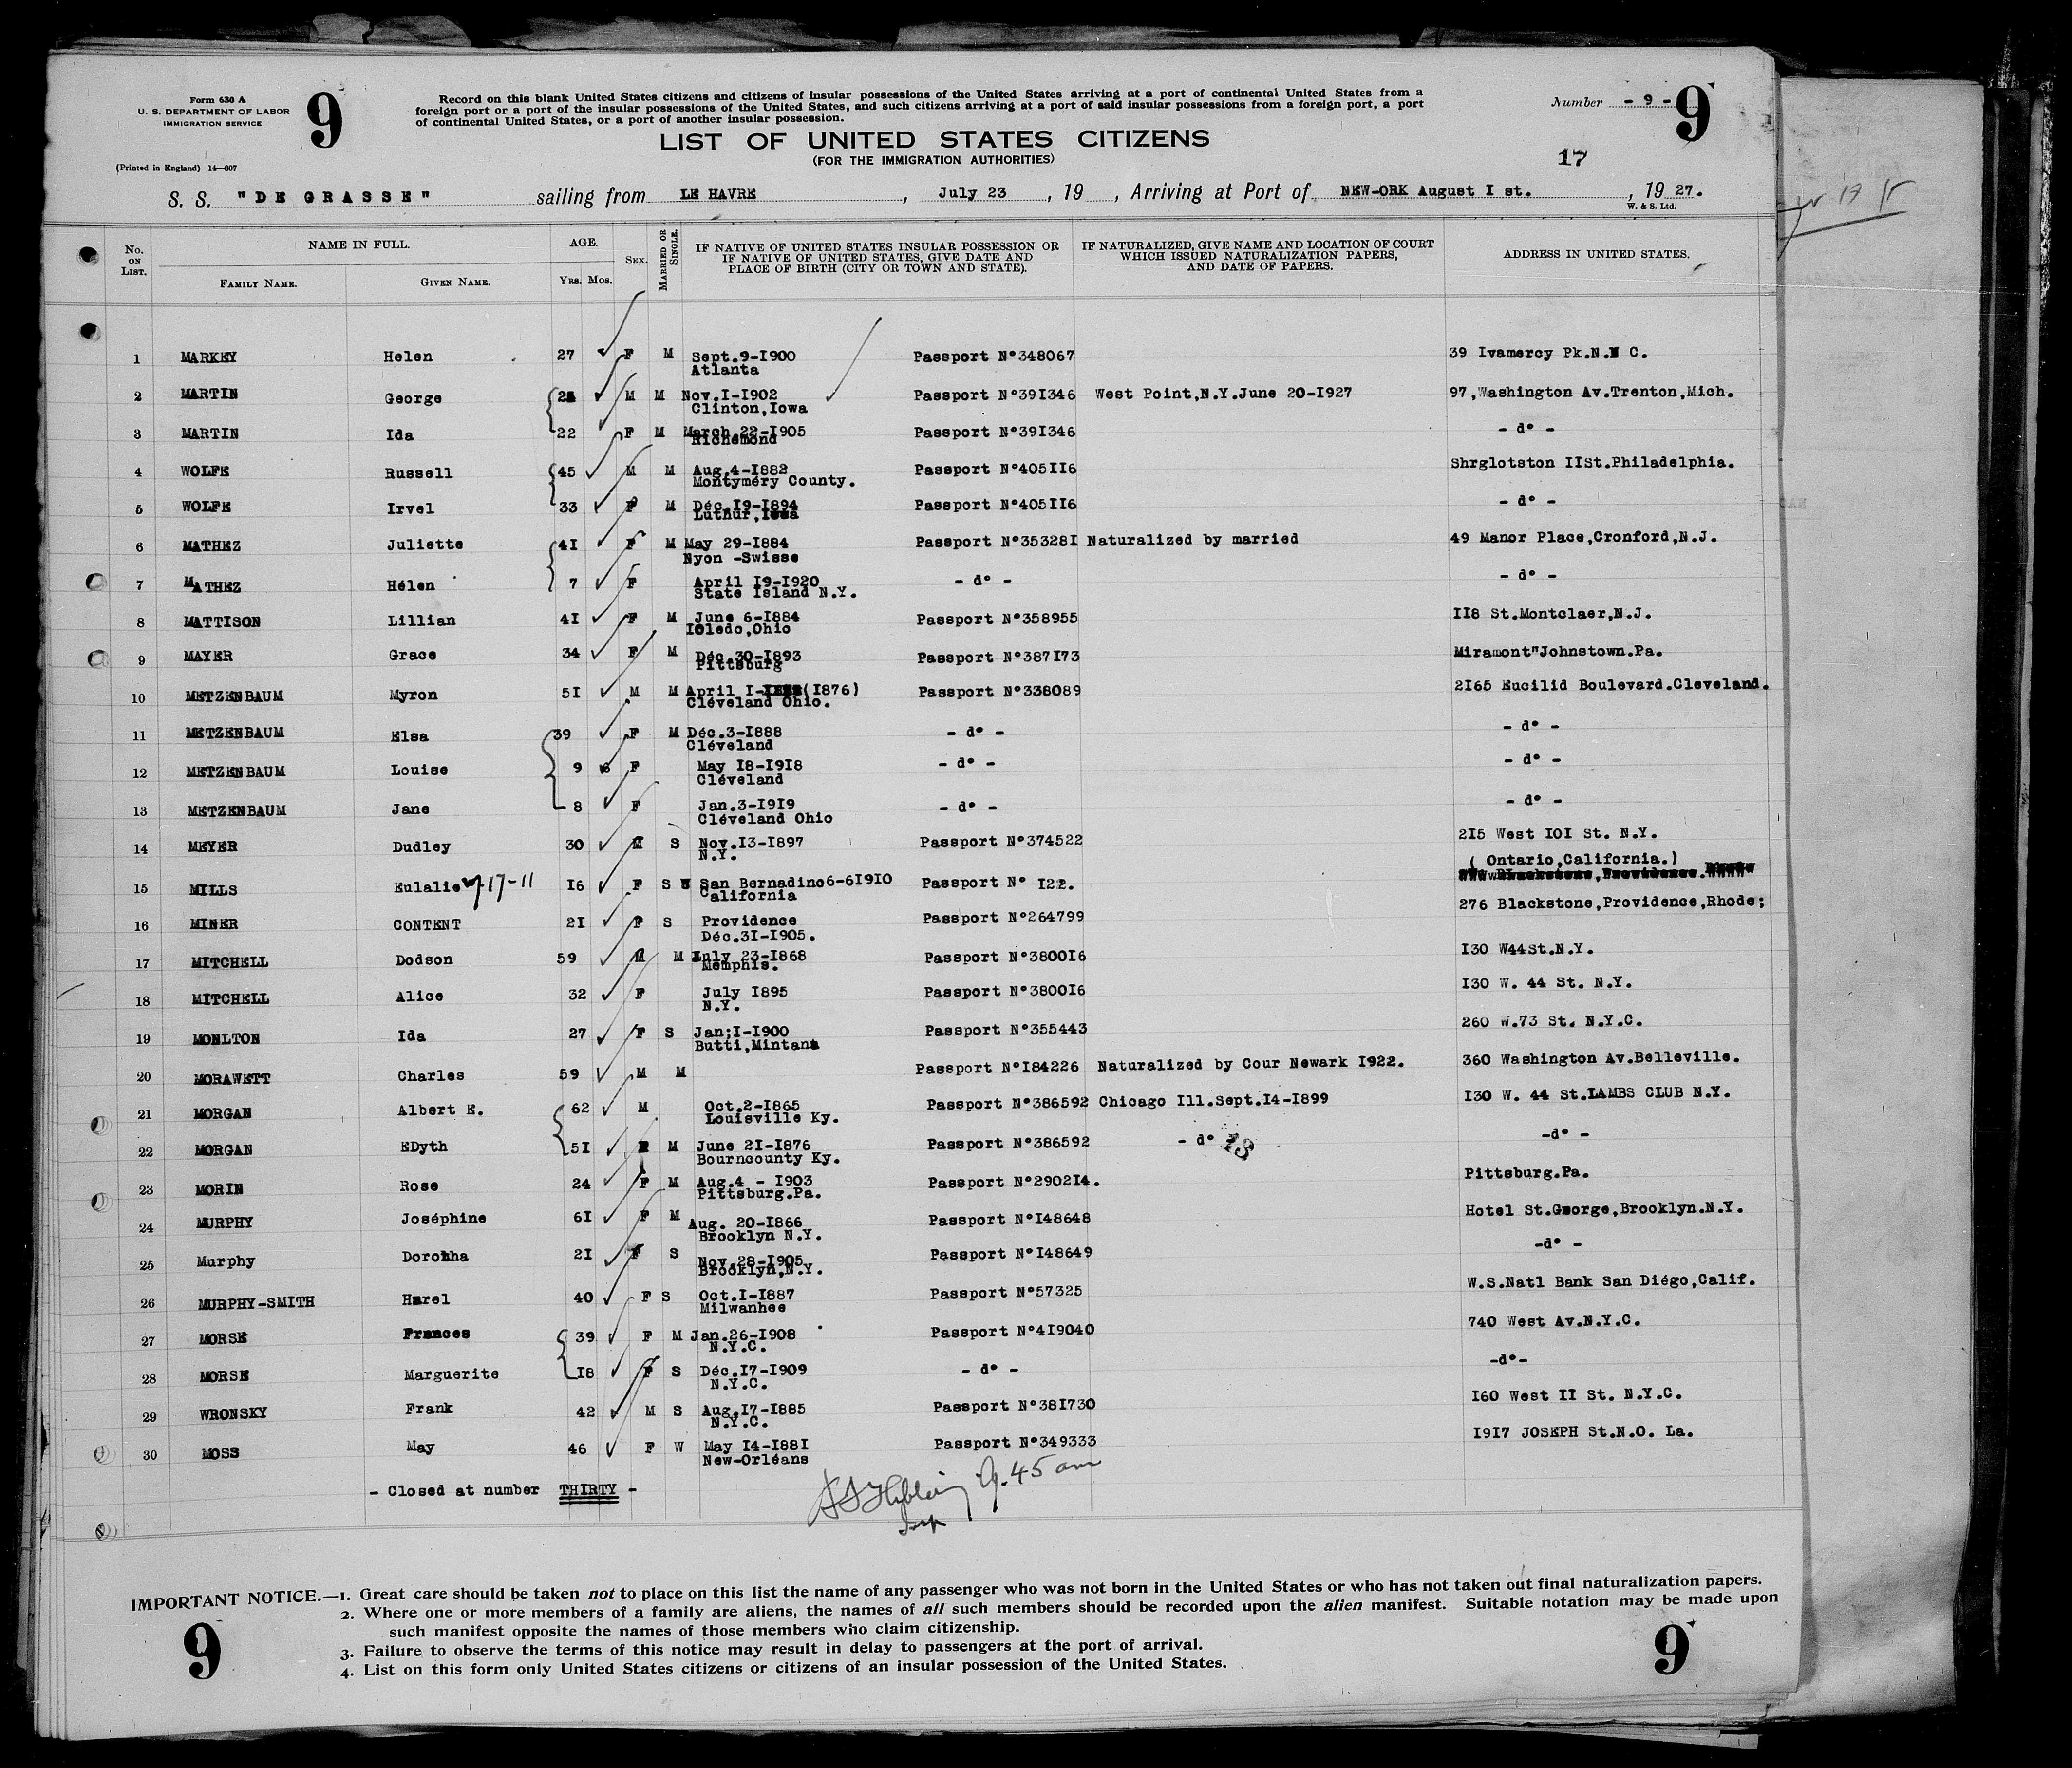 Form 630 A
U. S. DEPARTMENT OF LABOR
IMMIGRATION SERVICE
9
Record on this blank United States citizens and citizens of insular possessions of the United States arriving at a port of continental United States from a
foreign port or a port of the insular possessions of the United States, and such citizens arriving at a port of said insular possessions from a foreign port, a port
of continental United States, or a port of another insular possession.
Number - 9 -
9
LIST OF UNITED STATES CITIZENS
(FOR THE IMMIGRATION AUTHORITIES)
17
(Printed in England) 14—607
S. S. "DE GRASSE" sailing from LE HAVRE, July 23, 19 , Arriving at Port of NEW-ORK August I st., 19 27.
W. & S. Ltd.
No. ON LIST. NAME IN FULL. FAMILY NAME. GIVEN NAME. AGE. YRS. MOS. SEX. MARRIED OR SINGLE. IF NATIVE OF UNITED STATES INSULAR POSSESSION OR IF NATIVE OF UNITED STATES, GIVE DATE AND PLACE OF BIRTH (CITY OR TOWN AND STATE). IF NATURALIZED, GIVE NAME AND LOCATION OF COURT WHICH ISSUED NATURALIZATION PAPERS, AND DATE OF PAPERS. ADDRESS IN UNITED STATES.
1 MARKEY Helen 27 F M Sept.9-I900 Passport N°348067 39 Ivamercy Pk.N. C.
Atlanta
2 MARTIN George M M Nov.I-I902 Passport N°39I346 West Point,N.Y.June 20-I927 97,Washington Av.Trenton,Mich.
Clinton,Iowa
3 MARTIN Ida 22 F M March 22-I905 Passport N°39I346 - d° -
Richemond
4 WOLFE Russell 45 M M Aug.4-I882 Passport N°405II6 Shrglotston IISt.Philadelphia.
Montyméry County.
5 WOLFE Irvel 33 F M Déc.I9-I894 Passport N°405II6 - d° -
Luthur,
6 MATHEZ Juliette 4I F M May 29-I884 Passport N°35328I Naturalized by married 49 Manor Place,Cronford,N.J.
Nyon -Swisse
7 MATHEZ Hélen 7 F April I9-I920 - d° - - d° -
State Island N.Y.
8 MATTISON Lillian 4I F M June 6-I884 Passport N°358955 II8 St.Montclaer,N.J.
Toledo,Ohio
9 MAYER Grace 34 F M Déc.30-I893 Passport N°387I73 Miramont"Johnstown.Pa.
Pittsburg
10 METZENBAUM Myron 5I M M April I- (I876) Passport N°338089 2I65 Eucilid Boulevard.Cleveland.
Cléveland Ohio.
11 METZENBAUM Elsa 39 F M Déc.3-I888 - d° - - d° -
Cléveland
12 METZENBAUM Louise 9 F May I8-I9I8 - d° - - d° -
Cléveland
13 METZENBAUM Jane 8 F Jan.3-I9I9 - d° - - d° -
Cléveland Ohio
14 MEYER Dudley 30 M S Nov.I3-I897 Passport N°374522 2I5 West IOI St. N.Y.
N.Y.
( Ontario,California.)
15 MILLS Eulalie I6 F S San Bernadino6-6I9I0 Passport N° I22.
California
16 MINER CONTENT 2I F S Providence Passport N°264799 276 Blackstone,Providence,Rhode;
Déc.3I-I905.
17 MITCHELL Dodson 59 M M July 23-I868 Passport N°3800I6 I30 W44St.N.Y.
Memphis.
18 MITCHELL Alice 32 F July I895 Passport N°3800I6 I30 W. 44 St. N.Y.
N.Y.
19 MONLTON Ida 27 F S Jan;I-I900 Passport N°355443 260 W.73 St. N.Y.C.
Butti,Mintana
20 MORAWETT Charles 59 M M Passport N°I84226 Naturalized by Cour Newark I922. 360 Washington Av.Belleville.
21 MORGAN Albert E. 62 M Oct.2-I865 Passport N°386592 Chicago Ill.Sept.I4-I899 I30 W. 44 St.LAMBS CLUB N.Y.
Louisville Ky.
22 MORGAN EDyth 5I M June 2I-I876 Passport N°386592 - d° -d° -
Bourncounty Ky.
23 MORIN Rose 24 F M Aug.4 - I903 Passport N°2902I4. Pittsburg.Pa.
Pittsburg.Pa.
24 MURPHY Joséphine 6I F M Aug. 20-I866 Passport N°I48648 Hotel St.George,Brooklyn.N.Y.
Brooklyn N.Y.
25 Murphy 2I F S Nov.28-I905 Passport N°I48649 -d° -
Brooklyn,N.Y.
26 MURPHY-SMITH Harel 40 F S Oct.I-I887 Passport N°57325 W.S.Natl Bank San Diégo,Calif.
Milwanhee
27 MORSE Frances 39 F M Jan.26-I908 Passport N°4I9040 740 West Av.N.Y.C.
N.Y.C.
28 MORSE Marguerite I8 F S Déc.I7-I909 - d° - -d°-
N.Y.C.
29 WRONSKY Frank 42 M S Aug.I7-I885 Passport N°38I730 I60 West II St. N.Y.C.
N.Y.C.
30 MOSS May 46 F W May I4-I88I Passport N°349333 I9I7 JOSEPH St.N.O. La.
New-Orléans
- Closed at number THIRTY -
9.45 am
Insp
IMPORTANT NOTICE.—1. Great care should be taken not to place on this list the name of any passenger who was not born in the United States or who has not taken out final naturalization papers.
2. Where one or more members of a family are aliens, the names of all such members should be recorded upon the alien manifest. Suitable notation may be made upon
such manifest opposite the names of those members who claim citizenship.
3. Failure to observe the terms of this notice may result in delay to passengers at the port of arrival.
4. List on this form only United States citizens or citizens of an insular possession of the United States.
9
9